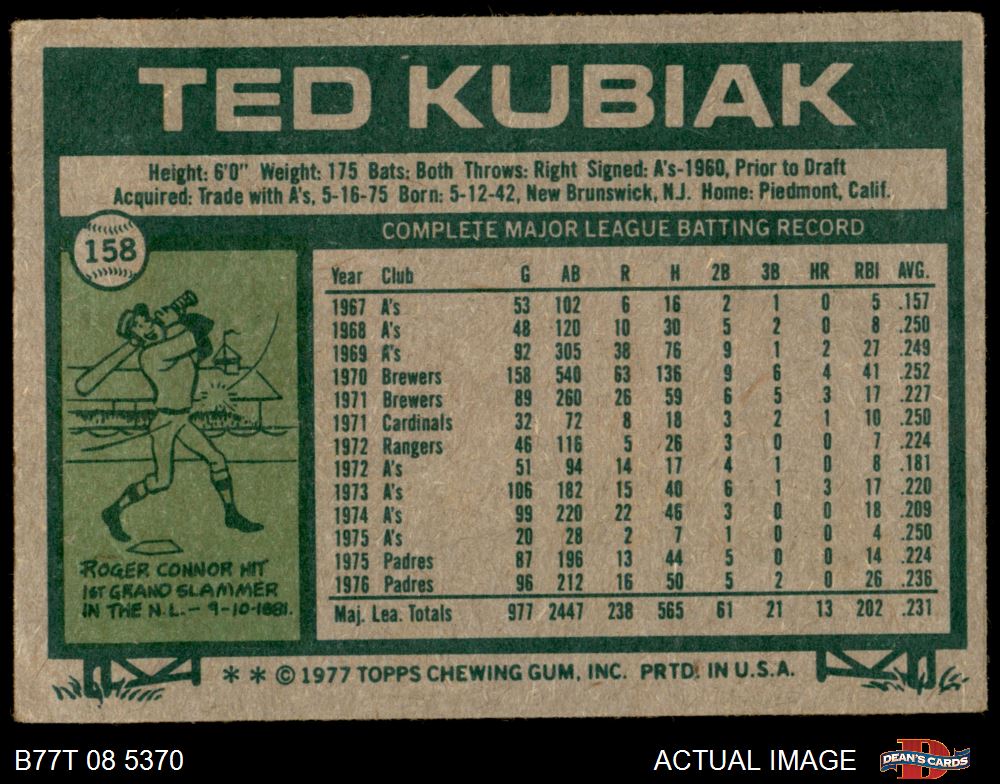 TED KUBIAK
Height: 6'0" Weight: 175 Bats: Both Throws: Right Signed: A's-1960, Prior to Draft
Acquired: Trade with A's, 5-16-75 Born: 5-12-42, New Brunswick, N.J. Home: Piedmont, Calif.
158
COMPLETE MAJOR LEAGUE BATTING RECORD
Year Club G AB R H 2B 3B HR RBI AVG.
1967 A's 53 102 6 16 2 1 0 5 .157
1968 A's 48 120 10 30 5 2 0 8 .250
1969 A's 92 305 38 76 9 1 2 27 .249
1970 Brewers 158 540 63 136 9 6 4 41 .252
1971 Brewers 89 260 26 59 6 5 3 17 .227
1971 Cardinals 32 72 8 18 3 2 1 10 .250
1972 Rangers 46 116 5 26 3 0 0 7 .224
1972 A's 51 94 14 17 4 1 0 8 .181
1973 A's 106 182 15 40 6 1 3 17 .220
1974 A's 99 220 22 46 3 0 0 18 .209
1975 A's 20 28 2 7 1 0 0 4 .250
1975 Padres 87 196 13 44 5 0 0 14 .224
1976 Padres 96 212 16 50 5 2 0 26 .236
Maj. Lea. Totals 977 2447 238 565 61 21 13 202 .231
ROGER CONNOR HIT
1ST GRAND SLAMMER
IN THE N.L. - 9-10-1881.
* * © 1977 TOPPS CHEWING GUM, INC. PRTD. IN U.S.A.
B77T 08 5370
ACTUAL IMAGE
D
DEAN'S CARDS